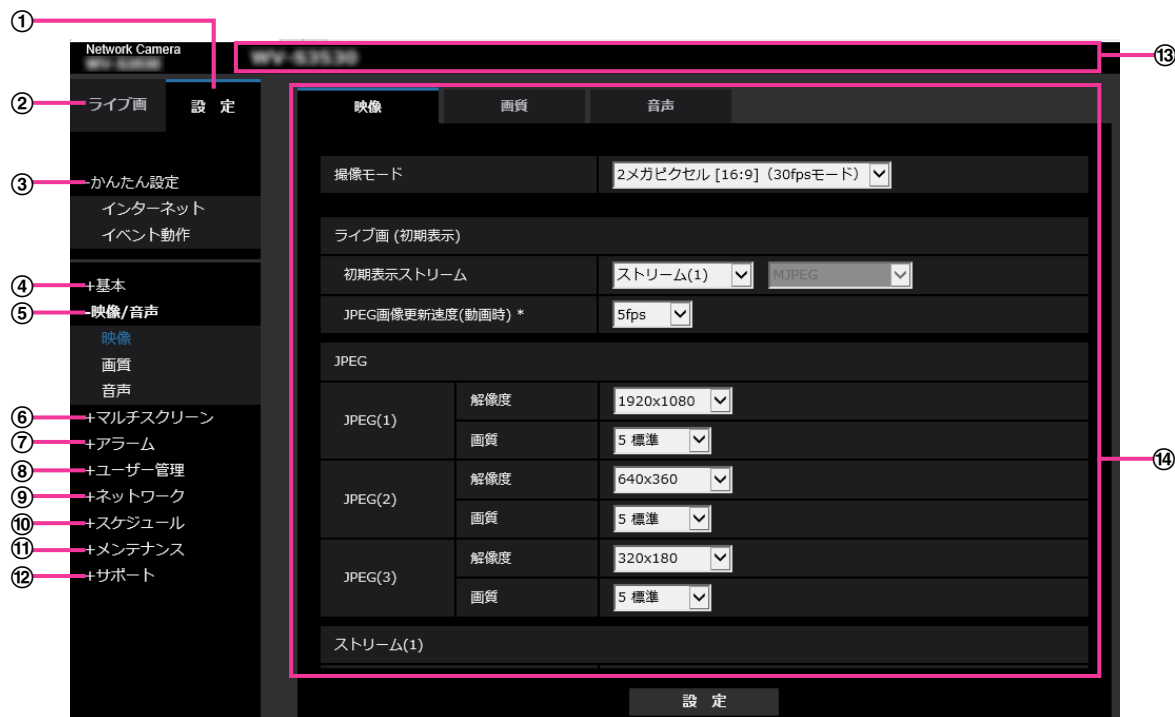 ①
Network Camera
WV-S3530
⑬
② ライブ画 設 定
映像 画質 音声
撮像モード 2メガピクセル [16:9]（30fpsモード）
③ -かんたん設定
インターネット
イベント動作
ライブ画 (初期表示)
初期表示ストリーム ストリーム(1) MJPEG
JPEG画像更新速度(動画時) * 5fps
④ +基本
⑤ -映像/音声
映像
画質
音声
⑥ +マルチスクリーン
⑦ +アラーム
⑧ +ユーザー管理
⑨ +ネットワーク
⑩ +スケジュール
⑪ +メンテナンス
⑫ +サポート
JPEG
JPEG(1) 解像度 1920x1080
画質 5 標準
JPEG(2) 解像度 640x360
画質 5 標準
JPEG(3) 解像度 320x180
画質 5 標準
⑭
ストリーム(1)
設 定